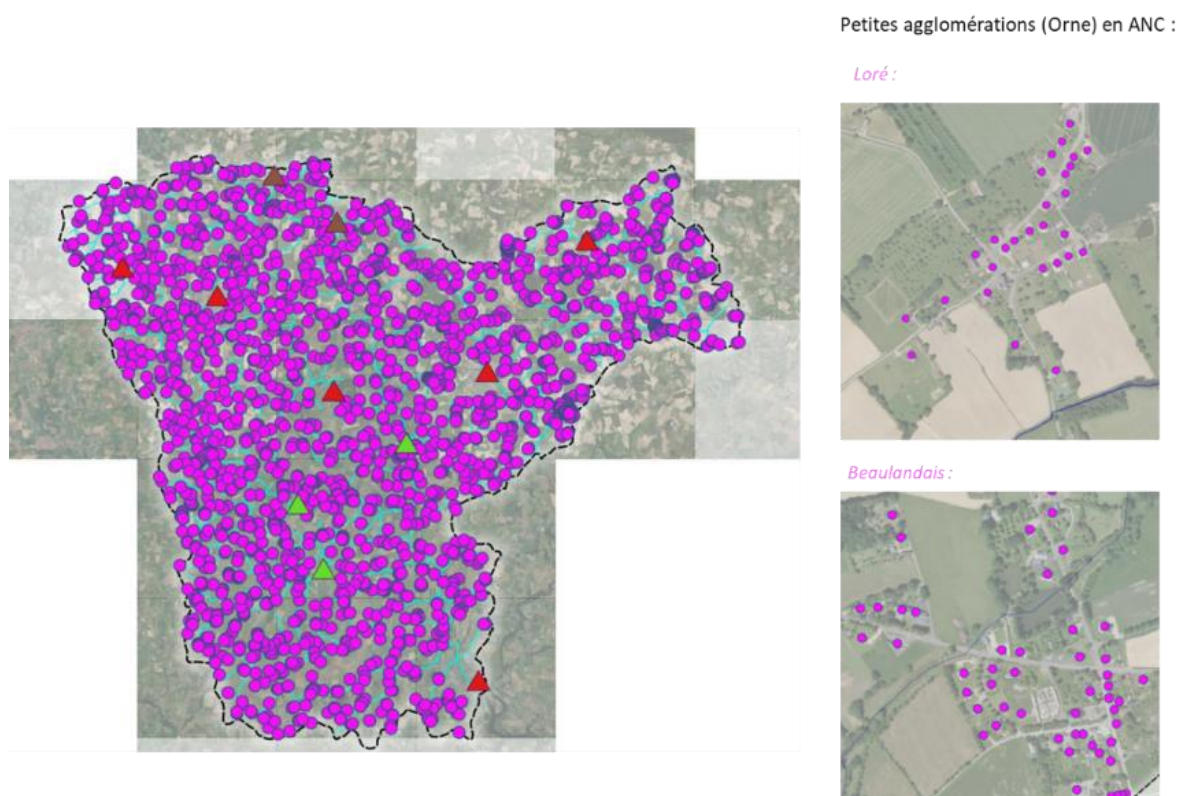 Petites agglomérations (Orne) en ANC :
Loré :
Beaulandais :